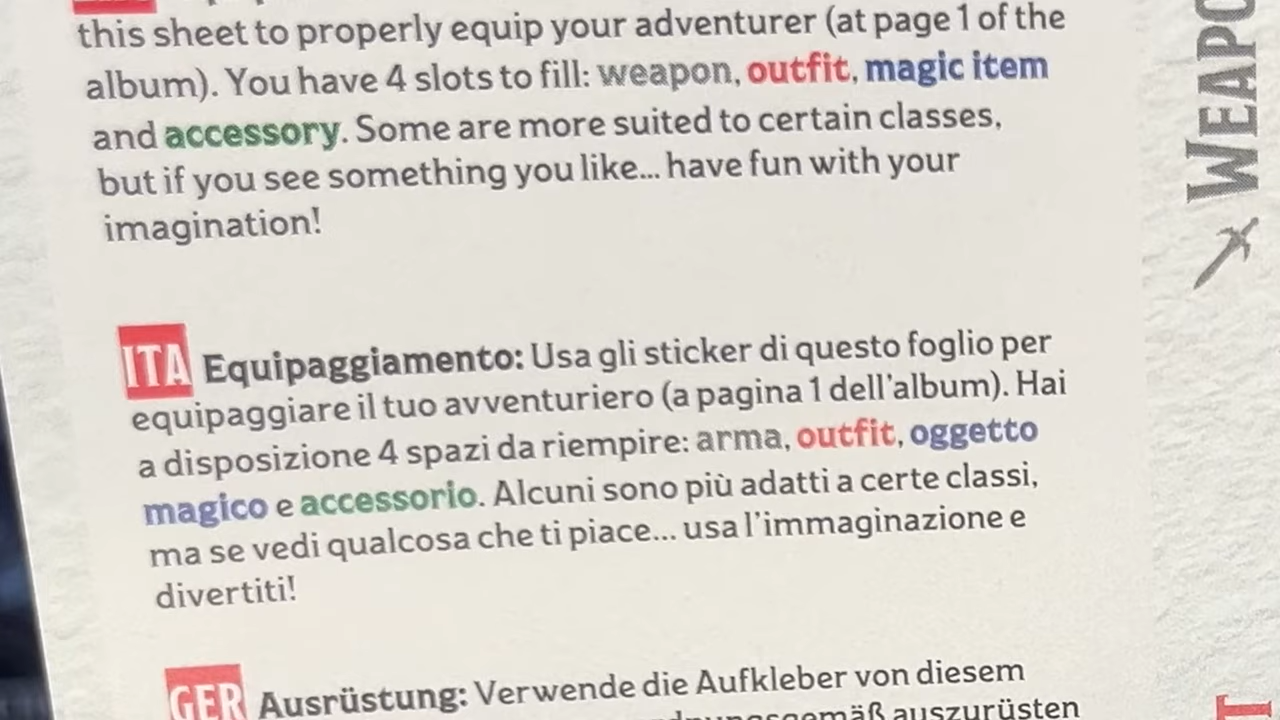 this sheet to properly equip your adventurer (at page 1 of the
album). You have 4 slots to fill: weapon, outfit, magic item
and accessory. Some are more suited to certain classes,
but if you see something you like... have fun with your
imagination!
ITA Equipaggiamento: Usa gli sticker di questo foglio per
equipaggiare il tuo avventuriero (a pagina 1 dell'album). Hai
a disposizione 4 spazi da riempire: arma, outfit, oggetto
magico e accessorio. Alcuni sono più adatti a certe classi,
ma se vedi qualcosa che ti piace... usa l'immaginazione e
divertiti!
GER Ausrüstung: Verwende die Aufkleber von diesem
auszurüsten
WEAPO